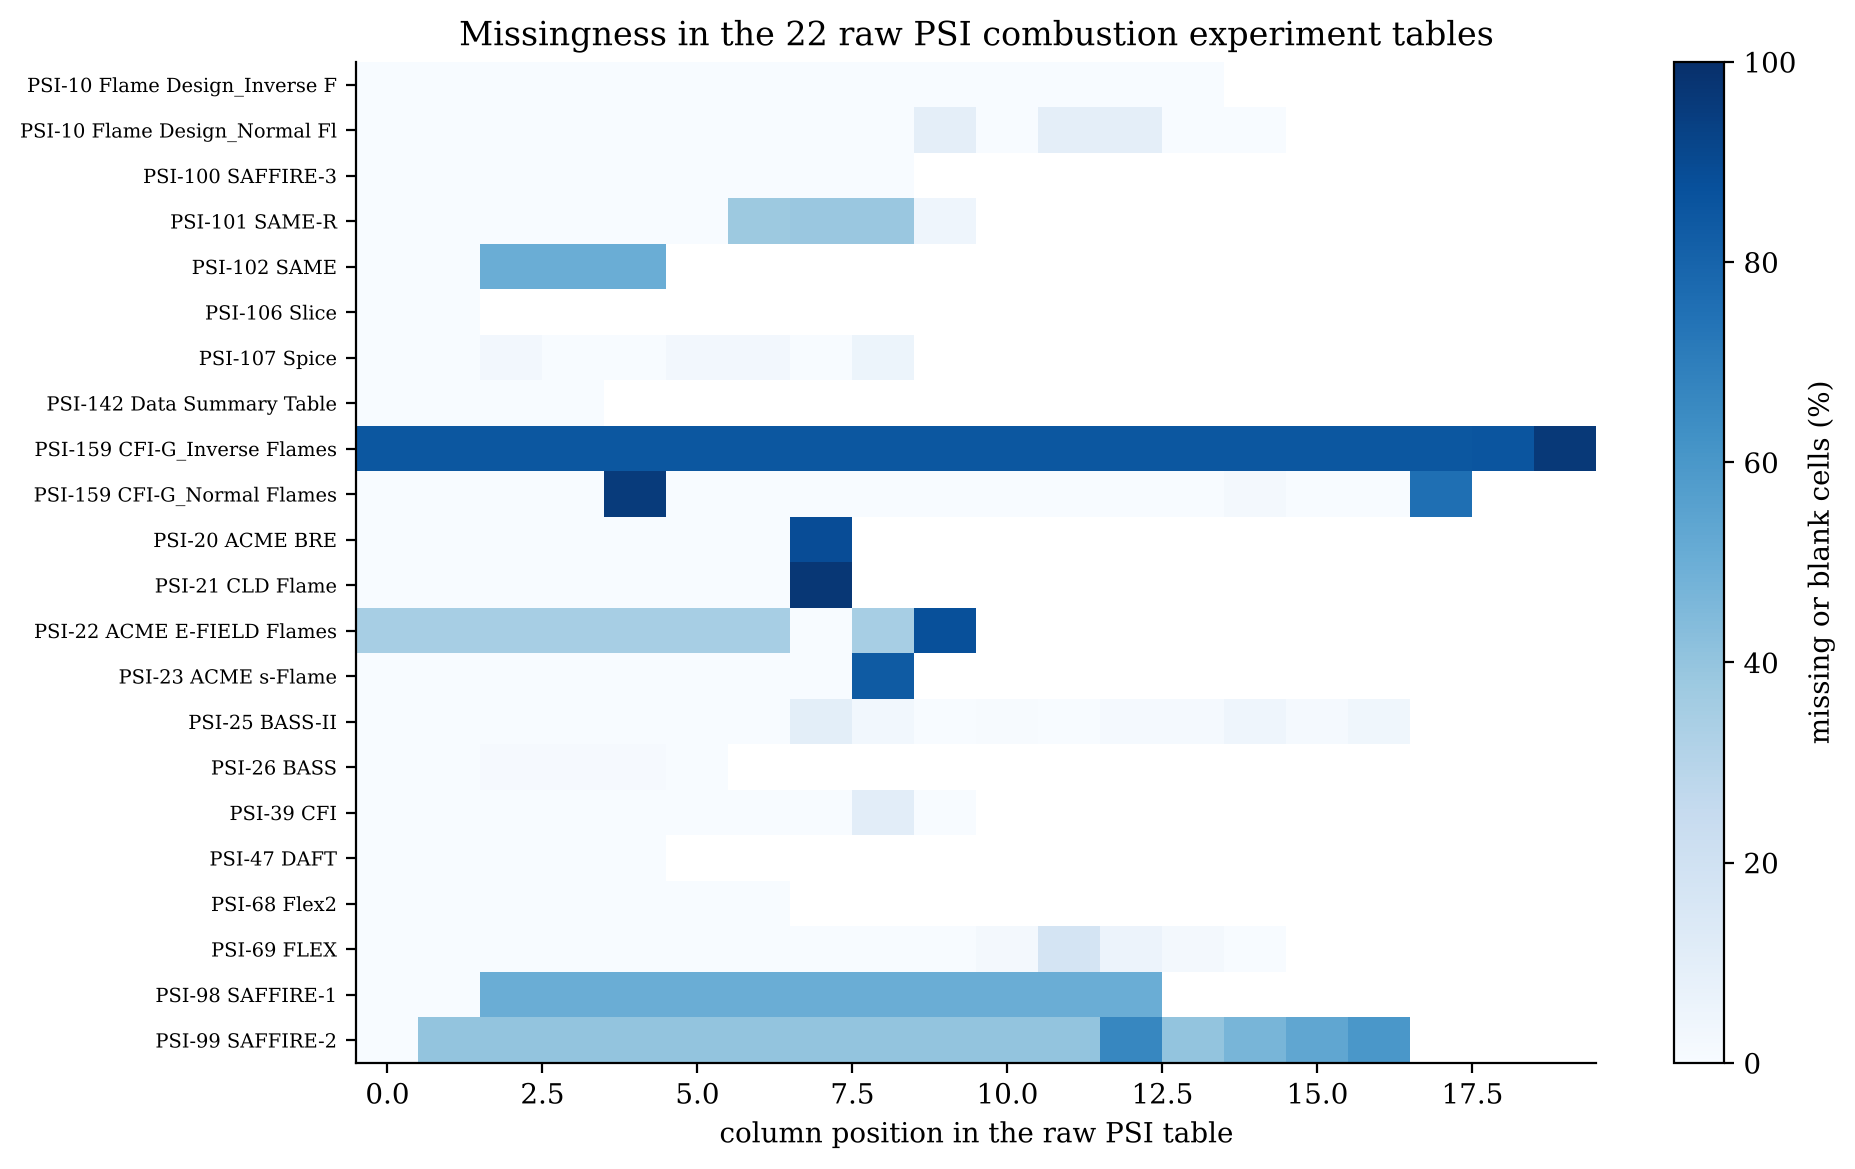 Missingness in the 22 raw PSI combustion experiment tables
PSI-10 Flame Design_Inverse F
PSI-10 Flame Design_Normal Fl
PSI-100 SAFFIRE-3
PSI-101 SAME-R
PSI-102 SAME
PSI-106 Slice
PSI-107 Spice
PSI-142 Data Summary Table
PSI-159 CFI-G_Inverse Flames
PSI-159 CFI-G_Normal Flames
PSI-20 ACME BRE
PSI-21 CLD Flame
PSI-22 ACME E-FIELD Flames
PSI-23 ACME s-Flame
PSI-25 BASS-II
PSI-26 BASS
PSI-39 CFI
PSI-47 DAFT
PSI-68 Flex2
PSI-69 FLEX
PSI-98 SAFFIRE-1
PSI-99 SAFFIRE-2
0.0 2.5 5.0 7.5 10.0 12.5 15.0 17.5
column position in the raw PSI table
100
80
60
40
20
0
missing or blank cells (%)